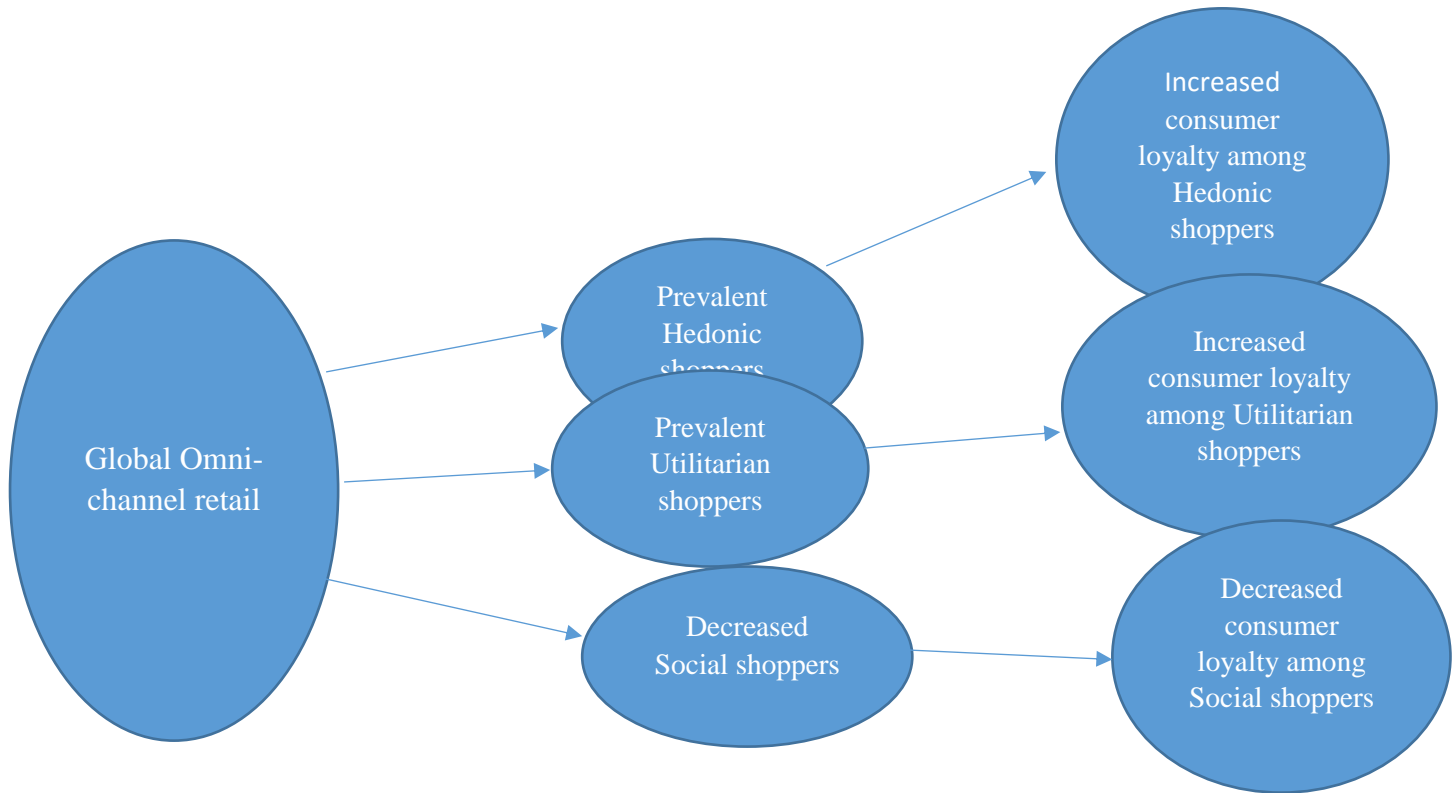 Global Omni-
channel retail
Prevalent
Hedonic
shoppers
Prevalent
Utilitarian
shoppers
Decreased
Social shoppers
Increased
consumer
loyalty among
Hedonic
shoppers
Increased
consumer loyalty
among Utilitarian
shoppers
Decreased
consumer
loyalty among
Social shoppers